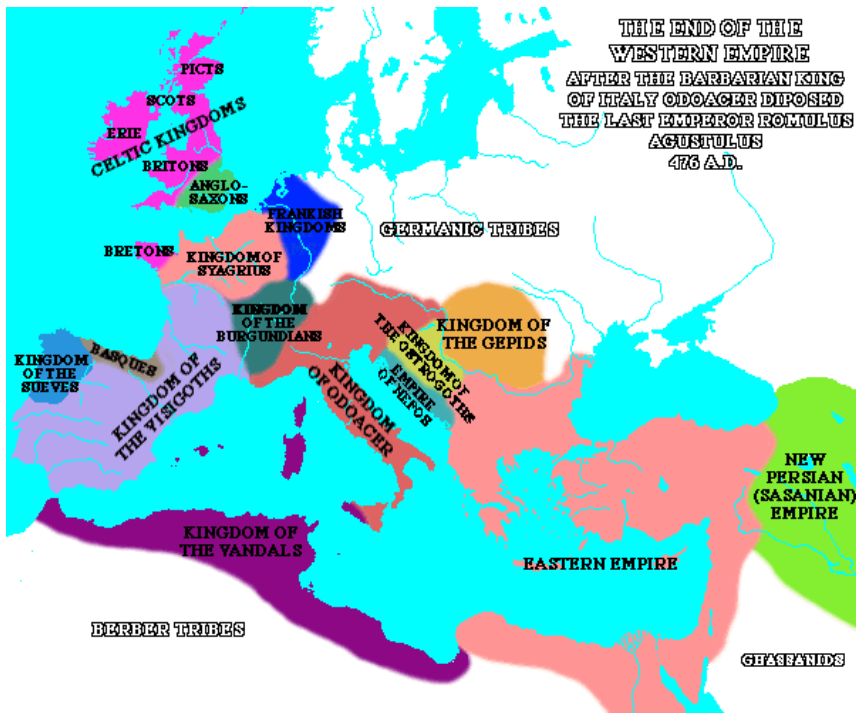 THE END OF THE
WESTERN EMPIRE
AFTER THE BARBARIAN KING
OF ITALY ODOACER DIPOSED
THE LAST EMPEROR ROMULUS
AGUSTULUS
476 A.D.
PICTS
SCOTS
ERIE
CELTIC KINGDOMS
BRITONS
ANGLO-
SAXONS
FRANKISH
KINGDOMS
GERMANIC TRIBES
BRETONS
KINGDOM OF
SYAGRIUS
KINGDOM
OF THE
BURGUNDIANS
KINGDOM OF
THE GEPIDS
KINGDOM OF
THE OSTROGOTHS
EMPIRE
OF NEPOS
KINGDOM
OF ODOACER
BASQUES
KINGDOM
OF THE
SUEVES
KINGDOM OF
THE VISIGOTHS
NEW
PERSIAN
(SASANIAN)
EMPIRE
KINGDOM OF
THE VANDALS
EASTERN EMPIRE
BERBER TRIBES
GHASSANIDS